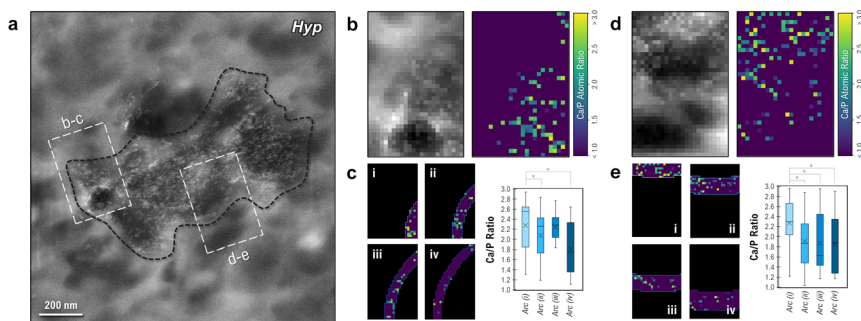 a
Hyp
b-c
d-e
200 nm
b
Ca/P Atomic Ratio
> 3.0
2.5
2.0
1.5
< 1.0
d
Ca/P Atomic Ratio
> 3.0
2.5
2.0
1.5
< 1.0
c
i
ii
iii
iv
Ca/P Ratio
3.0
2.8
2.6
2.4
2.2
2.0
1.8
1.6
1.4
1.2
1.0
Arc (i)
Arc (ii)
Arc (iii)
Arc (iv)
*
*
e
i
ii
iii
iv
Ca/P Ratio
3.0
2.8
2.6
2.4
2.2
2.0
1.8
1.6
1.4
1.2
1.0
Arc (i)
Arc (ii)
Arc (iii)
Arc (iv)
*
*
*